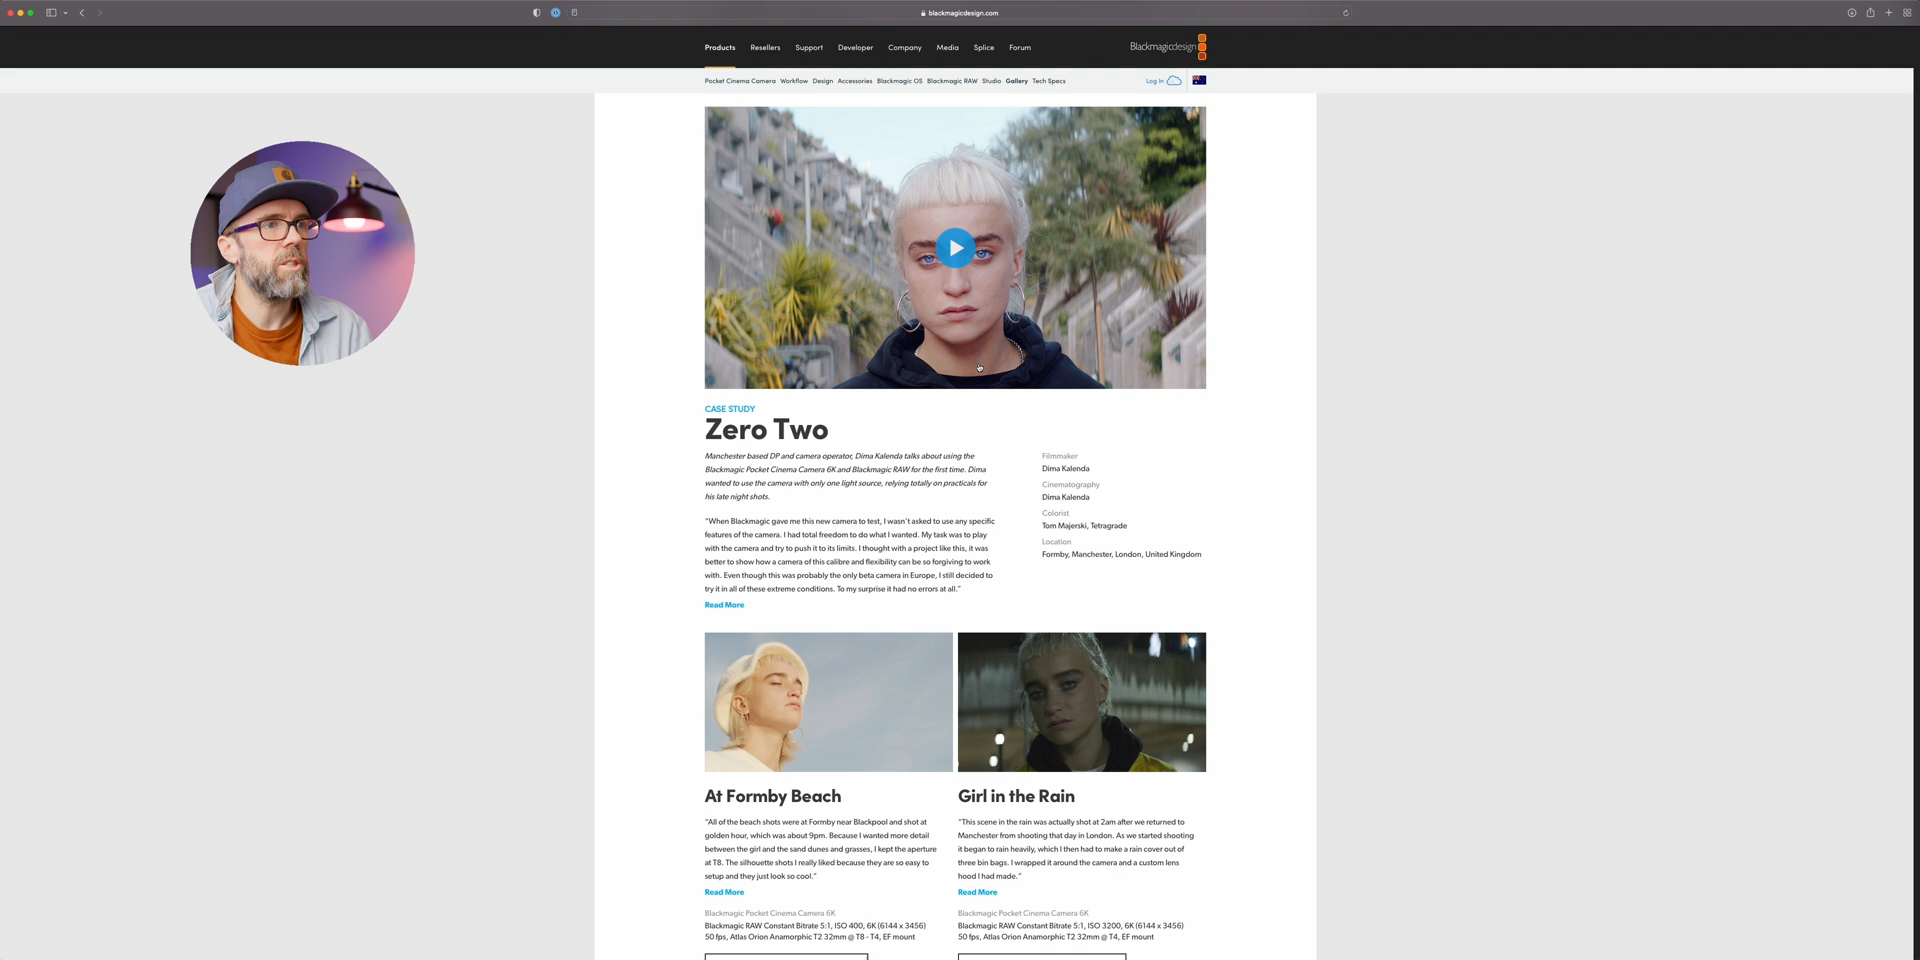 blackmagicdesign.com
Products Resellers Support Developer Company Media Splice Forum
Blackmagicdesign
Pocket Cinema Camera Workflow Design Accessories Blackmagic OS Blackmagic RAW Studio Gallery Tech Specs
Log In
CASE STUDY
Zero Two
Manchester based DP and camera operator, Dima Kalenda talks about using the
Blackmagic Pocket Cinema Camera 6K and Blackmagic RAW for the first time. Dima
wanted to use the camera with only one light source, relying totally on practicals for
his late night shots.
“When Blackmagic gave me this new camera to test, I wasn’t asked to use any specific
features of the camera. I had total freedom to do what I wanted. My task was to play
with the camera and try to push it to its limits. I thought with a project like this, it was
better to show how a camera of this calibre and flexibility can be so forgiving to work
with. Even though this was probably the only beta camera in Europe, I still decided to
try it in all of these extreme conditions. To my surprise it had no errors at all.”
Read More
Filmmaker
Dima Kalenda
Cinematography
Dima Kalenda
Colorist
Tom Majerski, Tetragrade
Location
Formby, Manchester, London, United Kingdom
At Formby Beach
“All of the beach shots were at Formby near Blackpool and shot at
golden hour, which was about 9pm. Because I wanted more detail
between the girl and the sand dunes and grasses, I kept the aperture
at T8. The silhouette shots I really liked because they are so easy to
setup and they just look so cool.”
Read More
Blackmagic Pocket Cinema Camera 6K
Blackmagic RAW Constant Bitrate 5:1, ISO 400, 6K (6144 x 3456)
50 fps, Atlas Orion Anamorphic T2 32mm @ T8 - T4, EF mount
Girl in the Rain
“This scene in the rain was actually shot at 2am after we returned to
Manchester from shooting that day in London. As we started shooting
it began to rain heavily, which I then had to make a rain cover out of
three bin bags. I wrapped it around the camera and a custom lens
hood I had made.”
Read More
Blackmagic Pocket Cinema Camera 6K
Blackmagic RAW Constant Bitrate 5:1, ISO 3200, 6K (6144 x 3456)
50 fps, Atlas Orion Anamorphic T2 32mm @ T4, EF mount